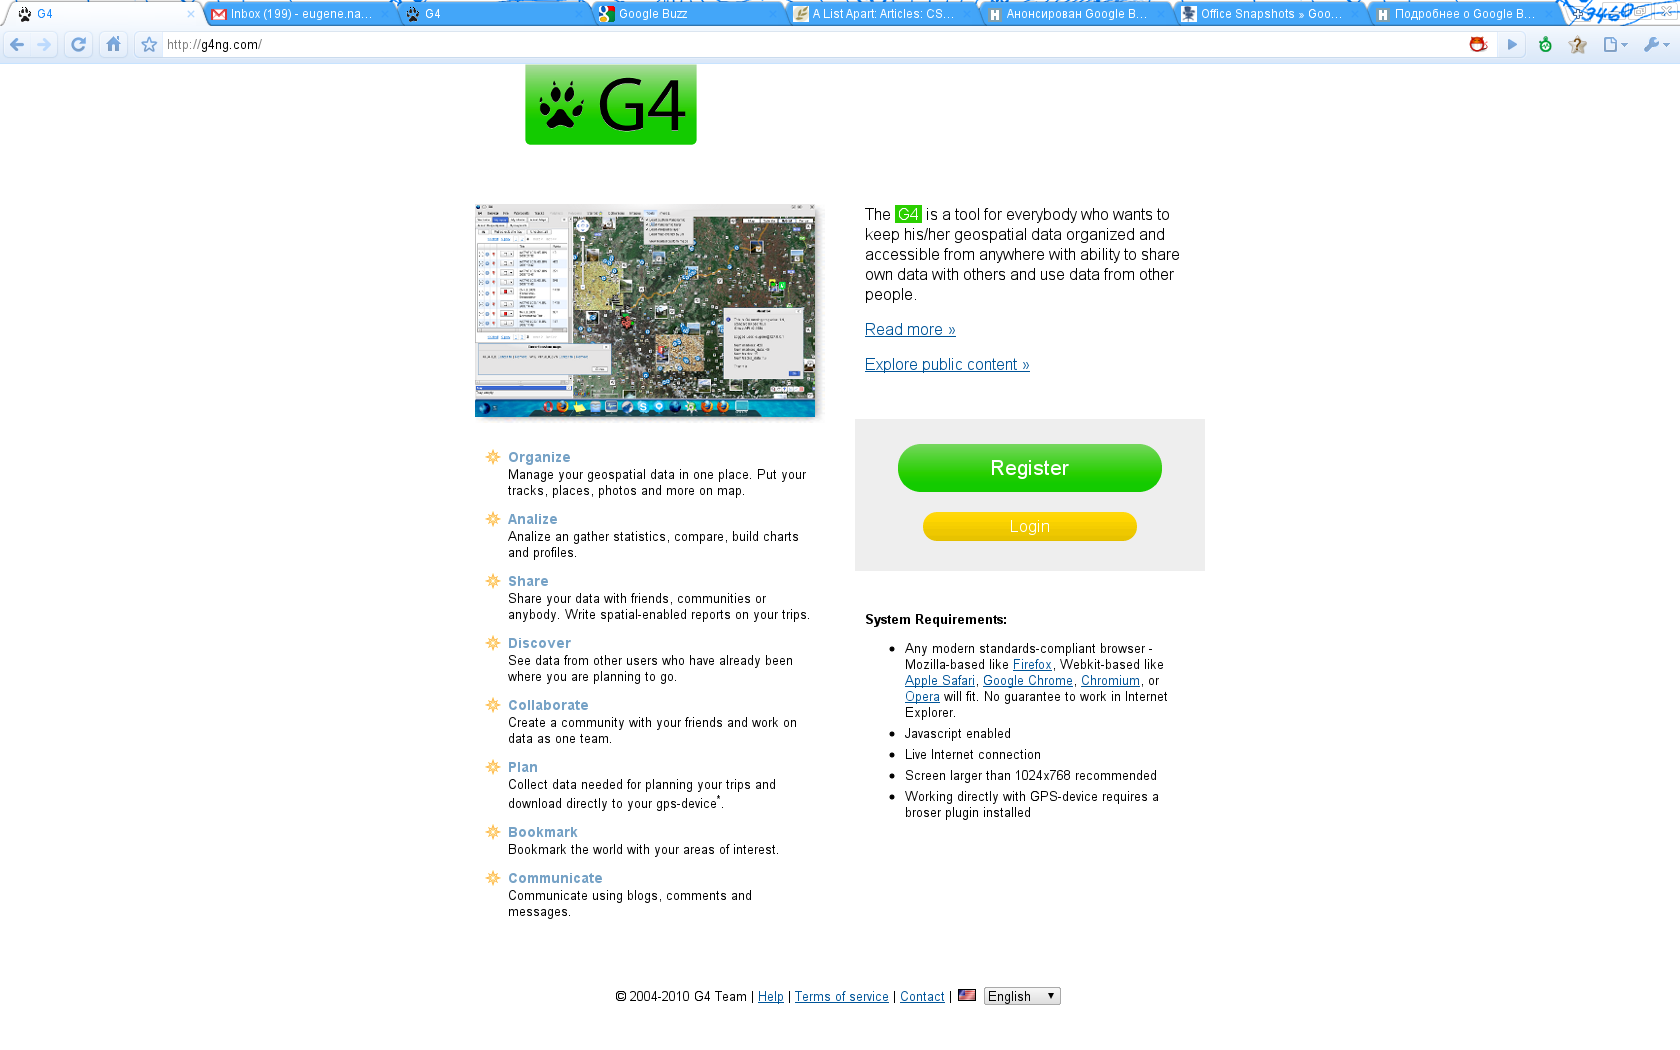 G4
Inbox (199) - eugene.na...
G4
Google Buzz
A List Apart: Articles: CS...
Анонсирован Google B...
Office Snapshots » Goo...
Подробнее о Google B...
http://g4ng.com/
G4
The G4 is a tool for everybody who wants to
keep his/her geospatial data organized and
accessible from anywhere with ability to share
own data with others and use data from other
people.
Read more »
Explore public content »
Register
Login
Organize
Manage your geospatial data in one place. Put your
tracks, places, photos and more on map.
Analize
Analize an gather statistics, compare, build charts
and profiles.
Share
Share your data with friends, communities or
anybody. Write spatial-enabled reports on your trips.
Discover
See data from other users who have already been
where you are planning to go.
Collaborate
Create a community with your friends and work on
data as one team.
Plan
Collect data needed for planning your trips and
download directly to your gps-device*.
Bookmark
Bookmark the world with your areas of interest.
Communicate
Communicate using blogs, comments and
messages.
System Requirements:
Any modern standards-compliant browser -
Mozilla-based like Firefox, Webkit-based like
Apple Safari, Google Chrome, Chromium, or
Opera will fit. No guarantee to work in Internet
Explorer.
Javascript enabled
Live Internet connection
Screen larger than 1024x768 recommended
Working directly with GPS-device requires a
broser plugin installed
© 2004-2010 G4 Team | Help | Terms of service | Contact | English